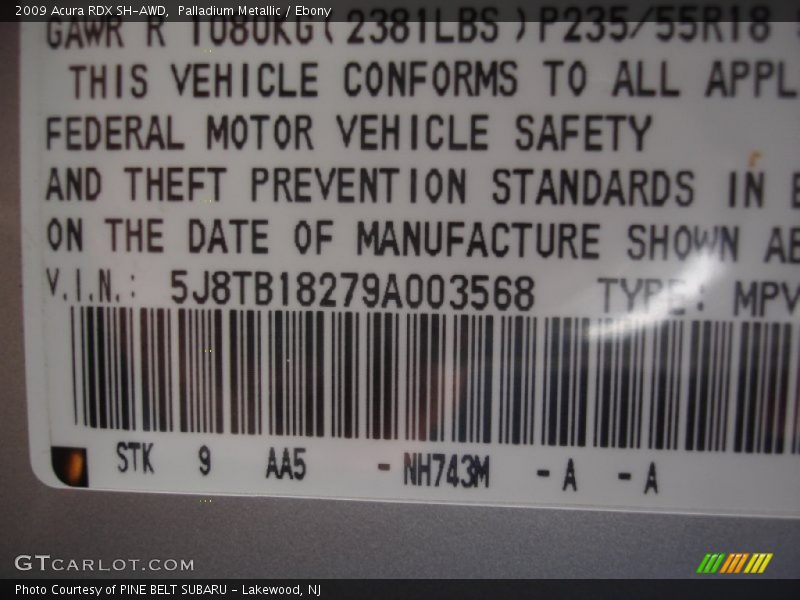 2009 Acura RDX SH-AWD, Palladium Metallic / Ebony
GAWR R 1080KG(2381LBS)P235/55R18
THIS VEHICLE CONFORMS TO ALL APPL
FEDERAL MOTOR VEHICLE SAFETY
AND THEFT PREVENTION STANDARDS IN E
ON THE DATE OF MANUFACTURE SHOWN AB
V.I.N.: 5J8TB18279A003568 TYPE: MPV
STK 9 AA5 - NH743M - A - A
GTCARLOT.COM
Photo Courtesy of PINE BELT SUBARU - Lakewood, NJ